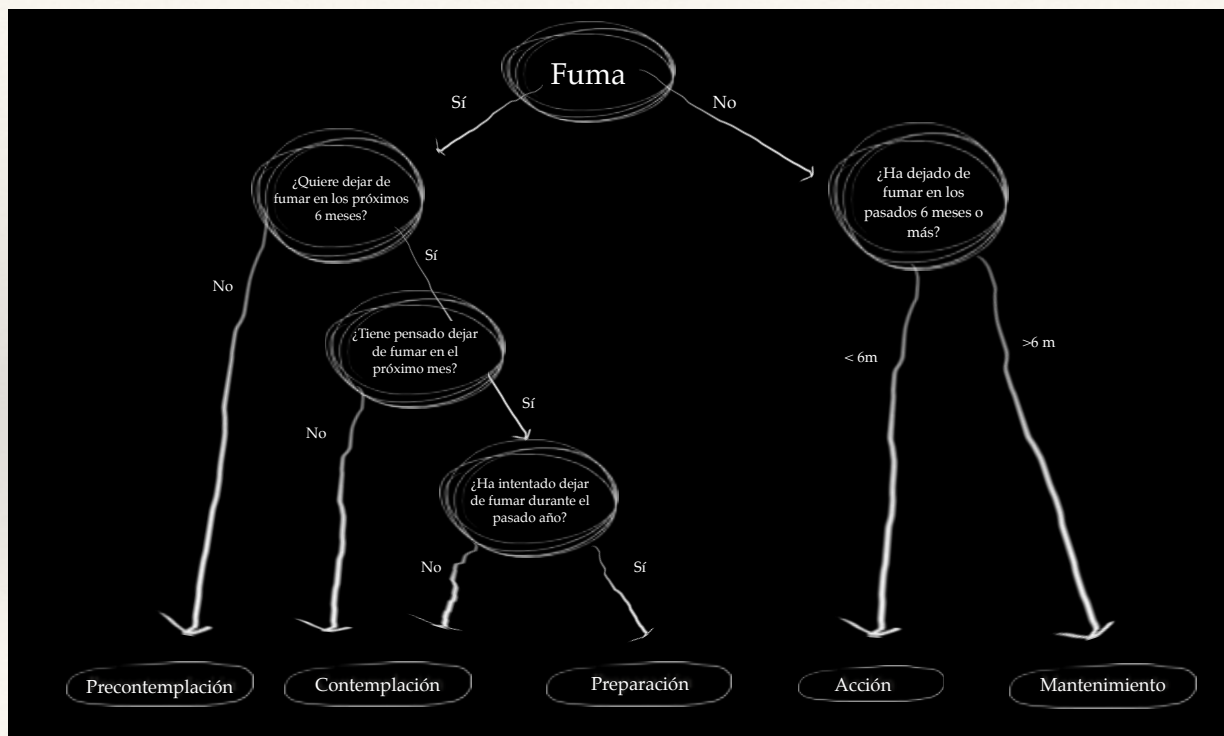 Fuma
Sí
No
¿Quiere dejar de
fumar en los próximos
6 meses?
¿Ha dejado de
fumar en los
pasados 6 meses o
más?
Sí
No
¿Tiene pensado dejar
de fumar en el
próximo mes?
< 6m
>6 m
Sí
No
¿Ha intentado dejar
de fumar durante el
pasado año?
No
Sí
Precontemplación
Contemplación
Preparación
Acción
Mantenimiento